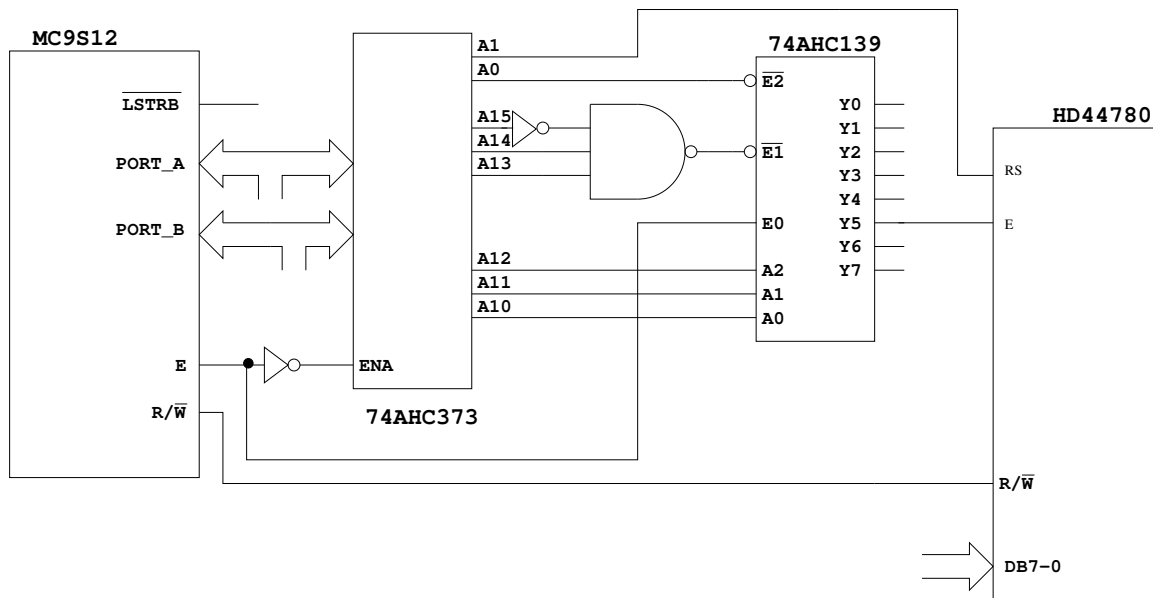 MC9S12
LSTRB
PORT_A
PORT_B
E
R/W
A1
A0
A15
A14
A13
A12
A11
A10
ENA
74AHC373
74AHC139
E2
E1
E0
A2
A1
A0
Y0
Y1
Y2
Y3
Y4
Y5
Y6
Y7
HD44780
RS
E
R/W
DB7-0